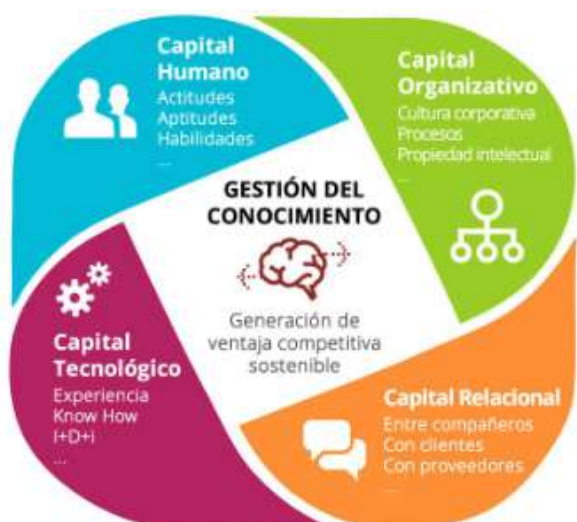 Capital
Humano
Actitudes
Aptitudes
Habilidades
...
Capital
Organizativo
Cultura corporativa
Procesos
Propiedad intelectual
...
GESTIÓN DEL
CONOCIMIENTO
Generación de
ventaja competitiva
sostenible
Capital
Tecnológico
Experiencia
Know How
I+D+i
...
Capital Relacional
Entre compañeros
Con clientes
Con proveedores
...